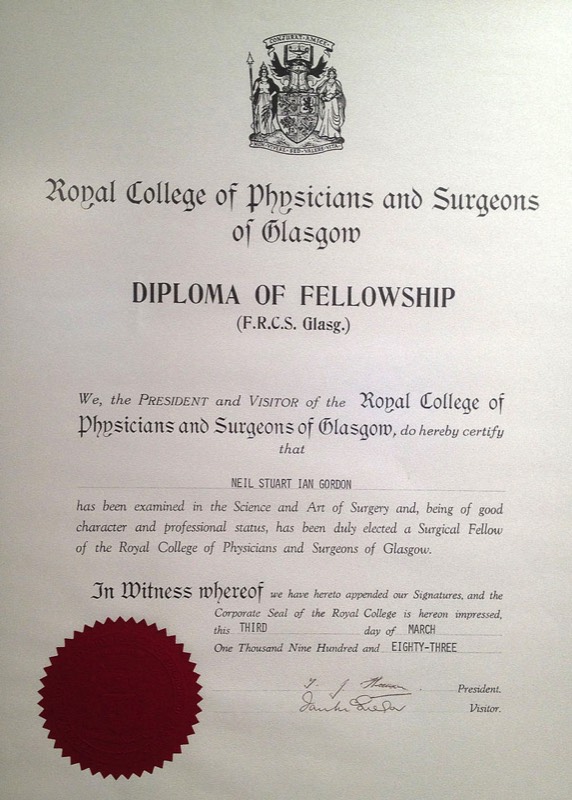 CONJURAT AMICE
Royal College of Physicians and Surgeons
of Glasgow
DIPLOMA OF FELLOWSHIP
(F.R.C.S. Glasg.)
We, the PRESIDENT and VISITOR of the Royal College of
Physicians and Surgeons of Glasgow, do hereby certify
that
NEIL STUART IAN GORDON
has been examined in the Science and Art of Surgery and, being of good
character and professional status, has been duly elected a Surgical Fellow
of the Royal College of Physicians and Surgeons of Glasgow.
In Witness whereof we have hereto appended our Signatures, and the
Corporate Seal of the Royal College is hereon impressed,
this THIRD day of MARCH
One Thousand Nine Hundred and EIGHTY-THREE
President.
Visitor.